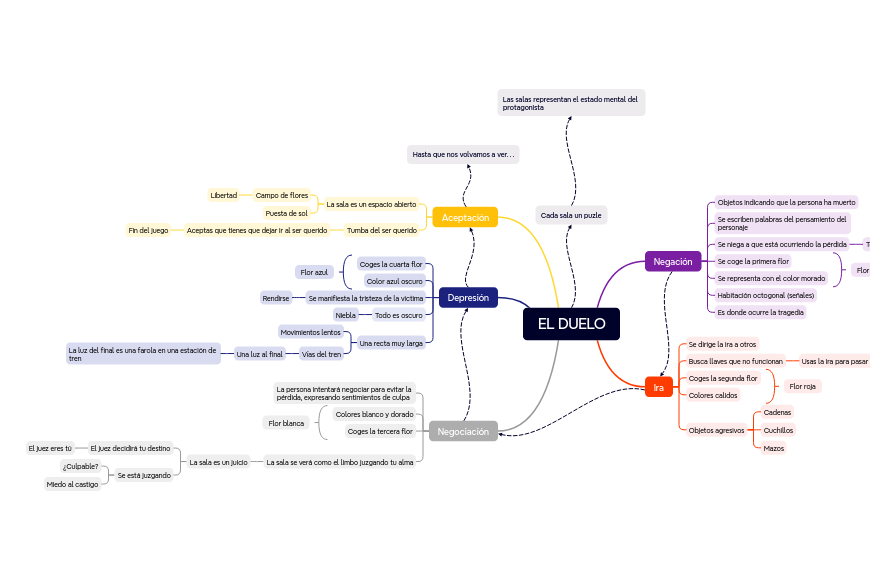 Las salas representan el estado mental del
protagonista
Hasta que nos volvamos a ver…
Cada sala un puzle
EL DUELO
Negación
Objetos indicando que la persona ha muerto
Se escriben palabras del pensamiento del
personaje
Se niega a que está ocurriendo la pérdida
Se coge la primera flor
Se representa con el color morado
Flor
Habitación octogonal (señales)
Es donde ocurre la tragedia
Ira
Se dirige la ira a otros
Busca llaves que no funcionan
Usas la ira para pasar
Coges la segunda flor
Colores calidos
Flor roja
Objetos agresivos
Cadenas
Cuchillos
Mazos
Negociación
La persona intentará negociar para evitar la
pérdida, expresando sentimientos de culpa
Colores blanco y dorado
Coges la tercera flor
Flor blanca
La sala se verá como el limbo juzgando tu alma
La sala es un juicio
El juez decidirá tu destino
El juez eres tú
Se está juzgando
¿Culpable?
Miedo al castigo
Depresión
Coges la cuarta flor
Color azul oscuro
Flor azul
Se manifiesta la tristeza de la victima
Rendirse
Todo es oscuro
Niebla
Una recta muy larga
Movimientos lentos
Vías del tren
Una luz al final
La luz del final es una farola en una estación de
tren
Aceptación
La sala es un espacio abierto
Campo de flores
Libertad
Puesta de sol
Tumba del ser querido
Aceptas que tienes que dejar ir al ser querido
Fin del juego